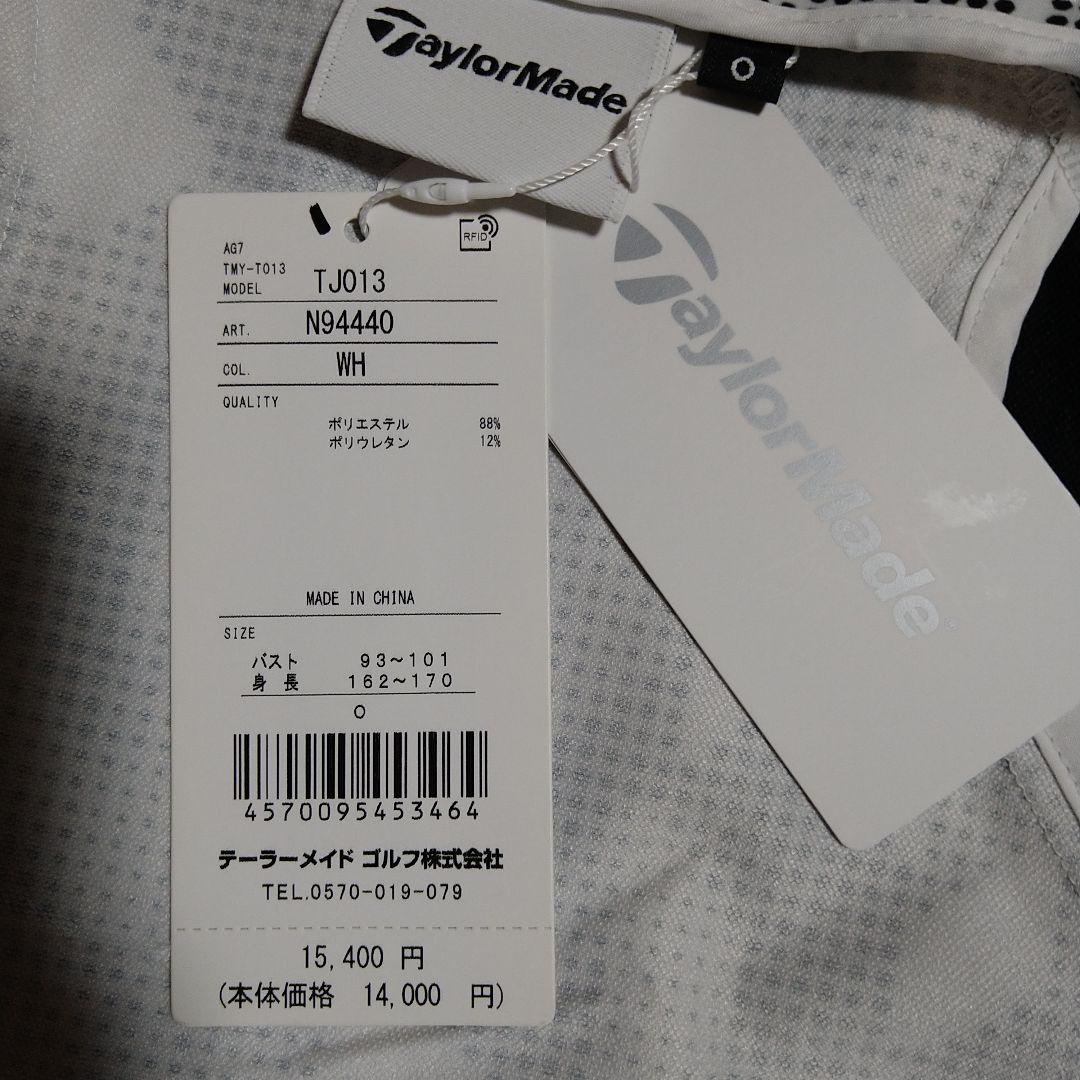 TaylorMade
O
RFID
AG7
TMY-T013
MODEL TJ013
ART. N94440
COL. WH
QUALITY
ポリエステル 88%
ポリウレタン 12%
MADE IN CHINA
SIZE
バスト 93~101
身 長 162~170
O
4570095453464
テーラーメイド ゴルフ株式会社
TEL.0570-019-079
15,400 円
(本体価格 14,000 円)
TaylorMade